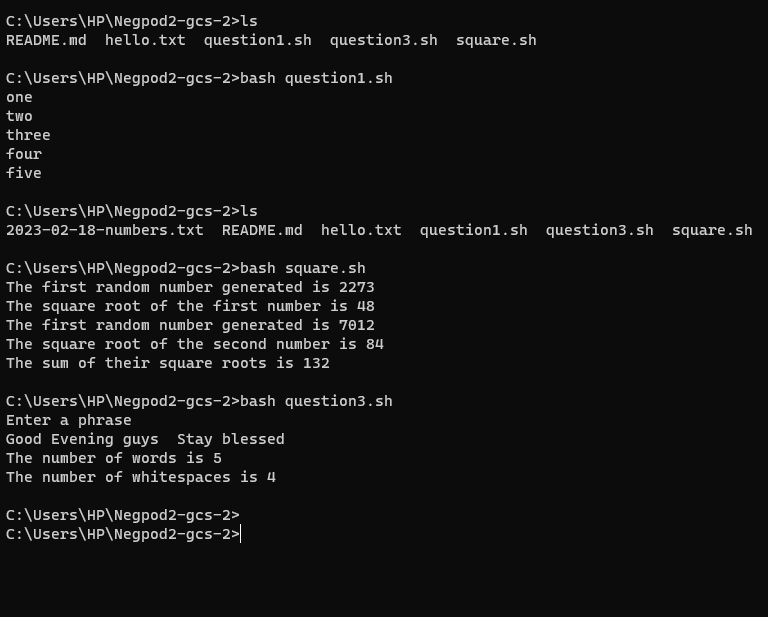 C:\Users\HP\Negpod2-gcs-2>ls
README.md  hello.txt  question1.sh  question3.sh  square.sh
C:\Users\HP\Negpod2-gcs-2>bash question1.sh
one
two
three
four
five
C:\Users\HP\Negpod2-gcs-2>ls
2023-02-18-numbers.txt  README.md  hello.txt  question1.sh  question3.sh  square.sh
C:\Users\HP\Negpod2-gcs-2>bash square.sh
The first random number generated is 2273
The square root of the first number is 48
The first random number generated is 7012
The square root of the second number is 84
The sum of their square roots is 132
C:\Users\HP\Negpod2-gcs-2>bash question3.sh
Enter a phrase
Good Evening guys  Stay blessed
The number of words is 5
The number of whitespaces is 4
C:\Users\HP\Negpod2-gcs-2>
C:\Users\HP\Negpod2-gcs-2>